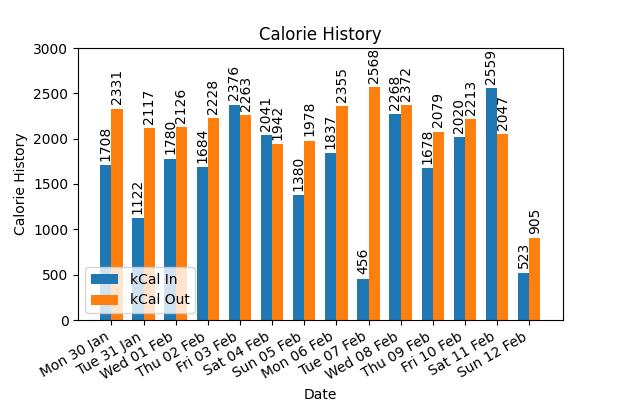 Calorie History
Calorie History
3000
2500
2000
1500
1000
500
0
1708
2331
1122
2117
1780
2126
1684
2228
2376
2263
2041
1942
1380
1978
1837
2355
456
2568
2268
2372
1678
2079
2020
2213
2559
2047
523
905
kCal In
kCal Out
Mon 30 Jan
Tue 31 Jan
Wed 01 Feb
Thu 02 Feb
Fri 03 Feb
Sat 04 Feb
Sun 05 Feb
Mon 06 Feb
Tue 07 Feb
Wed 08 Feb
Thu 09 Feb
Fri 10 Feb
Sat 11 Feb
Sun 12 Feb
Date